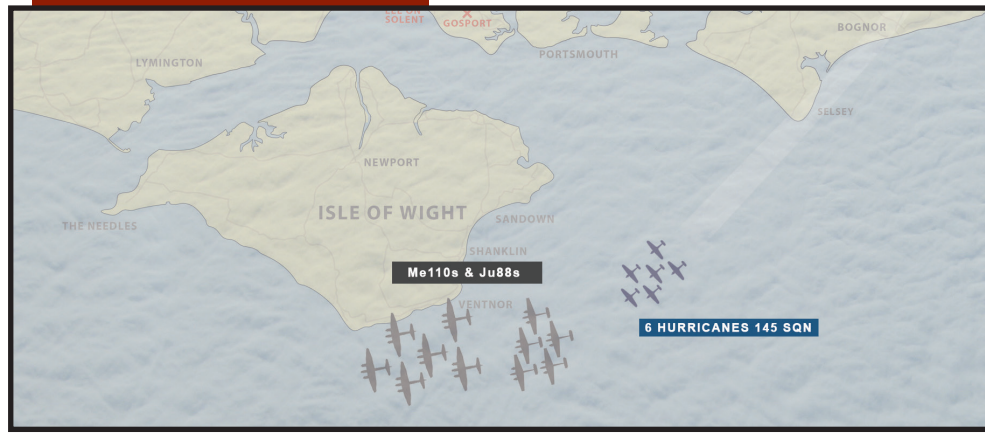 SOLENT
GOSPORT
BOGNOR
PORTSMOUTH
LYMINGTON
SELSEY
NEWPORT
ISLE OF WIGHT
SANDOWN
THE NEEDLES
SHANKLIN
Me110s & Ju88s
VENTNOR
6 HURRICANES 145 SQN